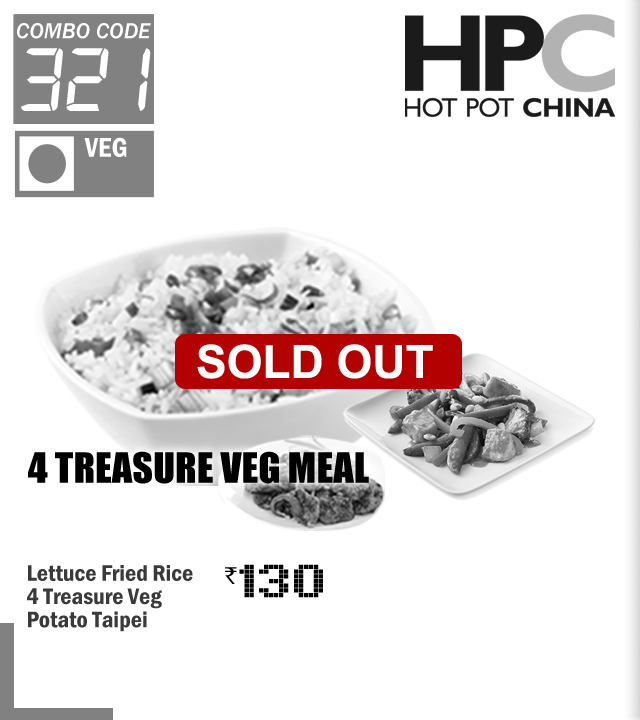 COMBO CODE
321
VEG
HPC
HOT POT CHINA
SOLD OUT
4 TREASURE VEG MEAL
Lettuce Fried Rice
4 Treasure Veg
Potato Taipei
₹130